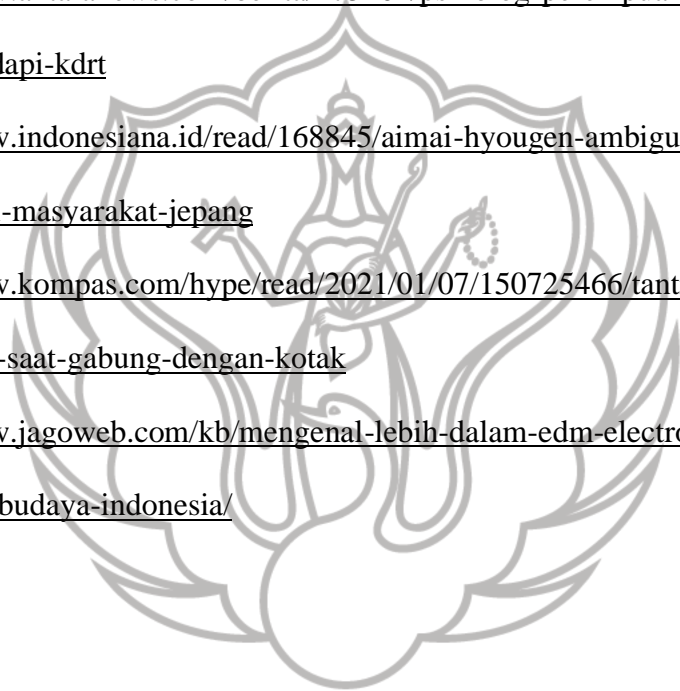 dapi-kdrt
w.indonesiana.id/read/168845/aimai-hyougen-ambigu
-masyarakat-jepang
w.kompas.com/hype/read/2021/01/07/150725466/tant
-saat-gabung-dengan-kotak
w.jagoweb.com/kb/mengenal-lebih-dalam-edm-electro
budaya-indonesia/